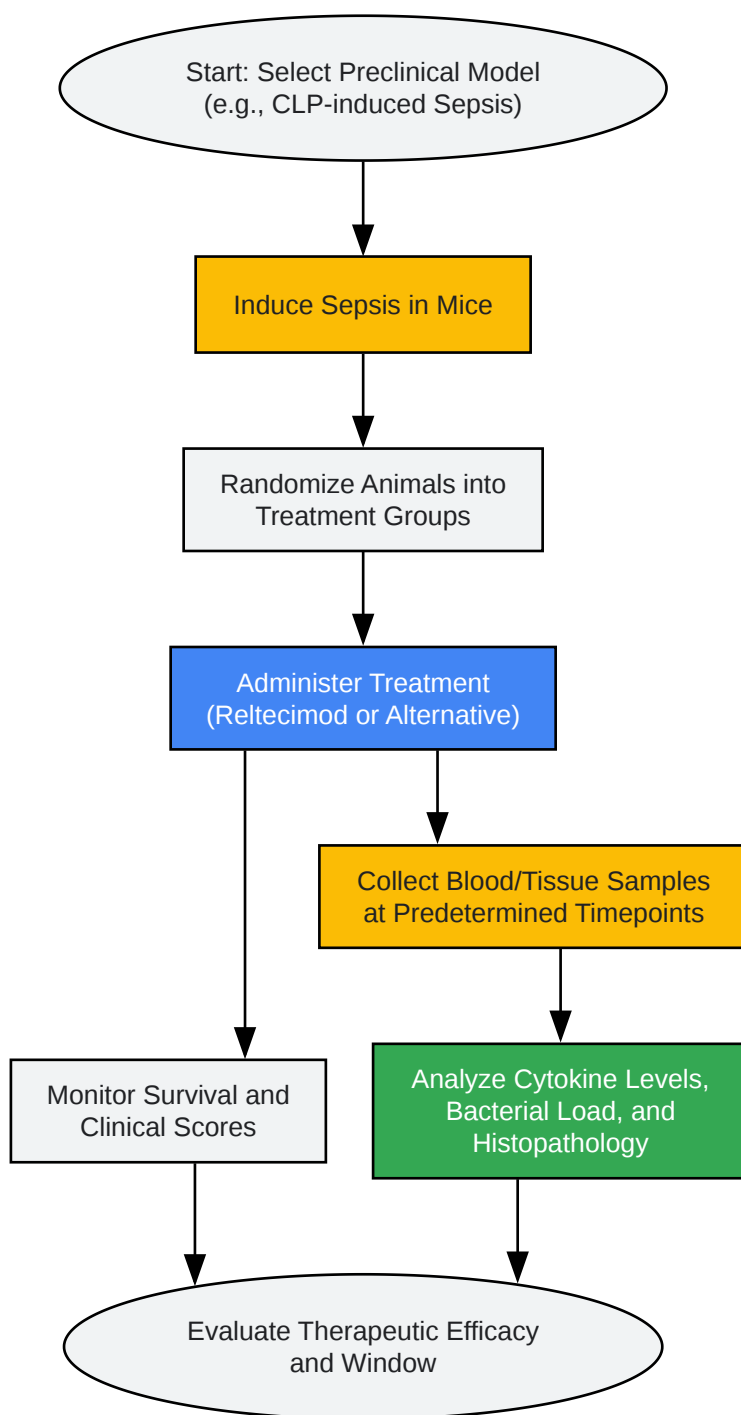 Start: Select Preclinical Model
(e.g., CLP-induced Sepsis)
Induce Sepsis in Mice
Randomize Animals into
Treatment Groups
Administer Treatment
(Reltecimod or Alternative)
Collect Blood/Tissue Samples
at Predetermined Timepoints
Monitor Survival and
Clinical Scores
Analyze Cytokine Levels,
Bacterial Load, and
Histopathology
Evaluate Therapeutic Efficacy
and Window